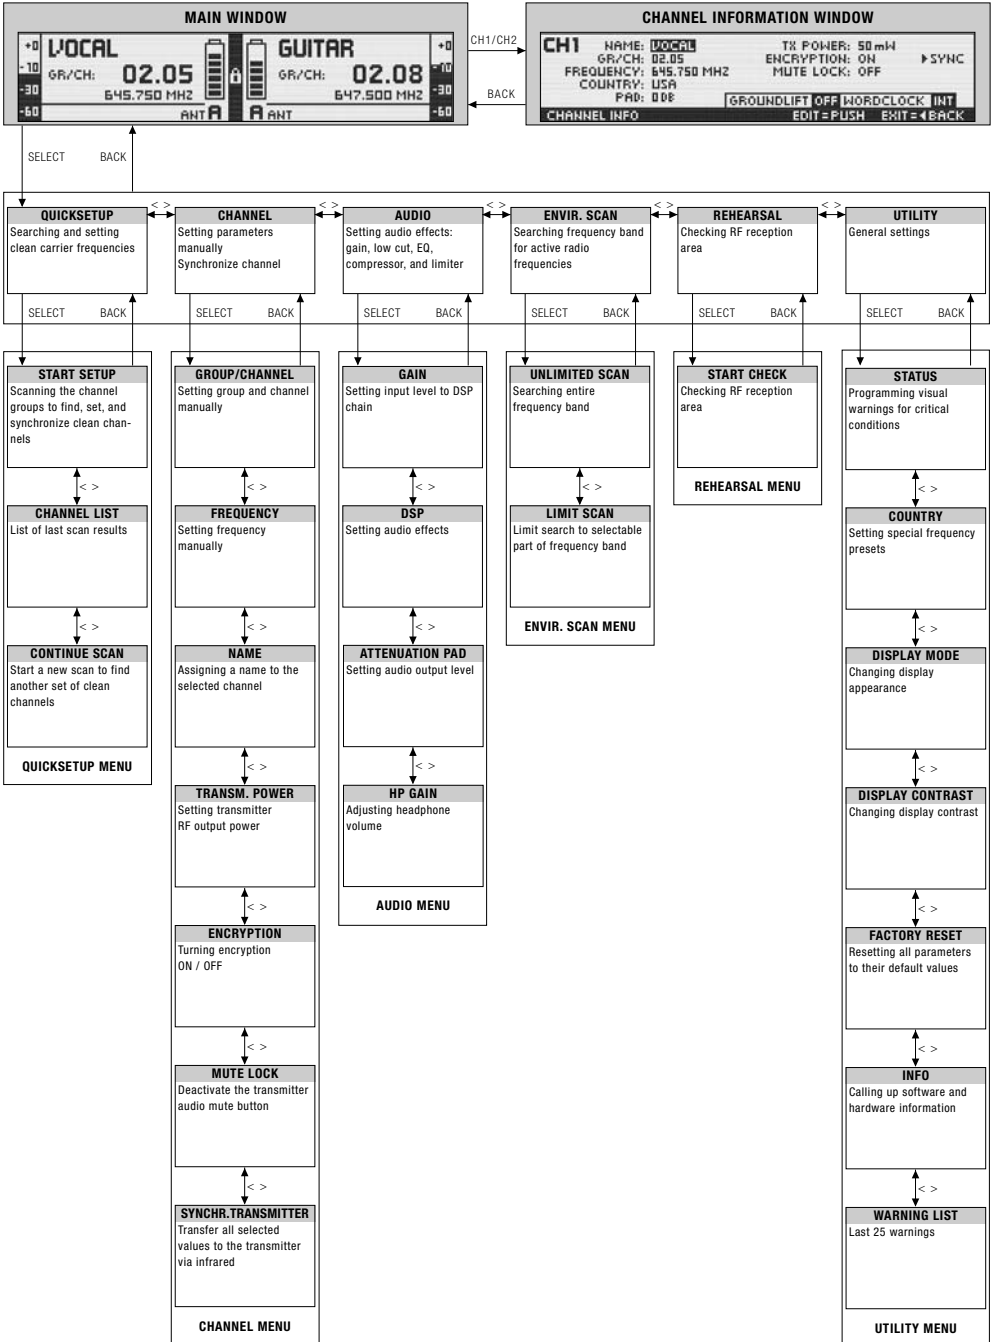 MAIN WINDOW
+0
-10
-30
-60
VOCAL
GR/CH: 02.05
645.750 MHZ
ANT A
GUITAR
GR/CH: 02.08
647.500 MHZ
A ANT
+0
-10
-30
-60
CH1/CH2
BACK
CHANNEL INFORMATION WINDOW
CH1
NAME: VOCAL
GR/CH: 02.05
FREQUENCY: 645.750 MHZ
COUNTRY: USA
PAD: 0DB
TX POWER: 50 mW
ENCRYPTION: ON
MUTE LOCK: OFF
SYNC
GROUNDLIFT OFF WORDCLOCK INT
CHANNEL INFO
EDIT=PUSH EXIT=◀BACK
SELECT BACK
QUICKSETUP
Searching and setting
clean carrier frequencies
< >
CHANNEL
Setting parameters
manually
Synchronize channel
< >
AUDIO
Setting audio effects:
gain, low cut, EQ,
compressor, and limiter
< >
ENVIR. SCAN
Searching frequency band
for active radio
frequencies
< >
REHEARSAL
Checking RF reception
area
< >
UTILITY
General settings
SELECT BACK
SELECT BACK
SELECT BACK
SELECT BACK
SELECT BACK
SELECT BACK
START SETUP
Scanning the channel
groups to find, set, and
synchronize clean chan-
nels
< >
CHANNEL LIST
List of last scan results
< >
CONTINUE SCAN
Start a new scan to find
another set of clean
channels
QUICKSETUP MENU
GROUP/CHANNEL
Setting group and channel
manually
< >
FREQUENCY
Setting frequency
manually
< >
NAME
Assigning a name to the
selected channel
< >
TRANSM. POWER
Setting transmitter
RF output power
< >
ENCRYPTION
Turning encryption
ON / OFF
< >
MUTE LOCK
Deactivate the transmitter
audio mute button
< >
SYNCHR.TRANSMITTER
Transfer all selected
values to the transmitter
via infrared
CHANNEL MENU
GAIN
Setting input level to DSP
chain
< >
DSP
Setting audio effects
< >
ATTENUATION PAD
Setting audio output level
< >
HP GAIN
Adjusting headphone
volume
AUDIO MENU
UNLIMITED SCAN
Searching entire
frequency band
< >
LIMIT SCAN
Limit search to selectable
part of frequency band
ENVIR. SCAN MENU
START CHECK
Checking RF reception
area
REHEARSAL MENU
STATUS
Programming visual
warnings for critical
conditions
< >
COUNTRY
Setting special frequency
presets
< >
DISPLAY MODE
Changing display
appearance
< >
DISPLAY CONTRAST
Changing display contrast
< >
FACTORY RESET
Resetting all parameters
to their default values
< >
INFO
Calling up software and
hardware information
< >
WARNING LIST
Last 25 warnings
UTILITY MENU